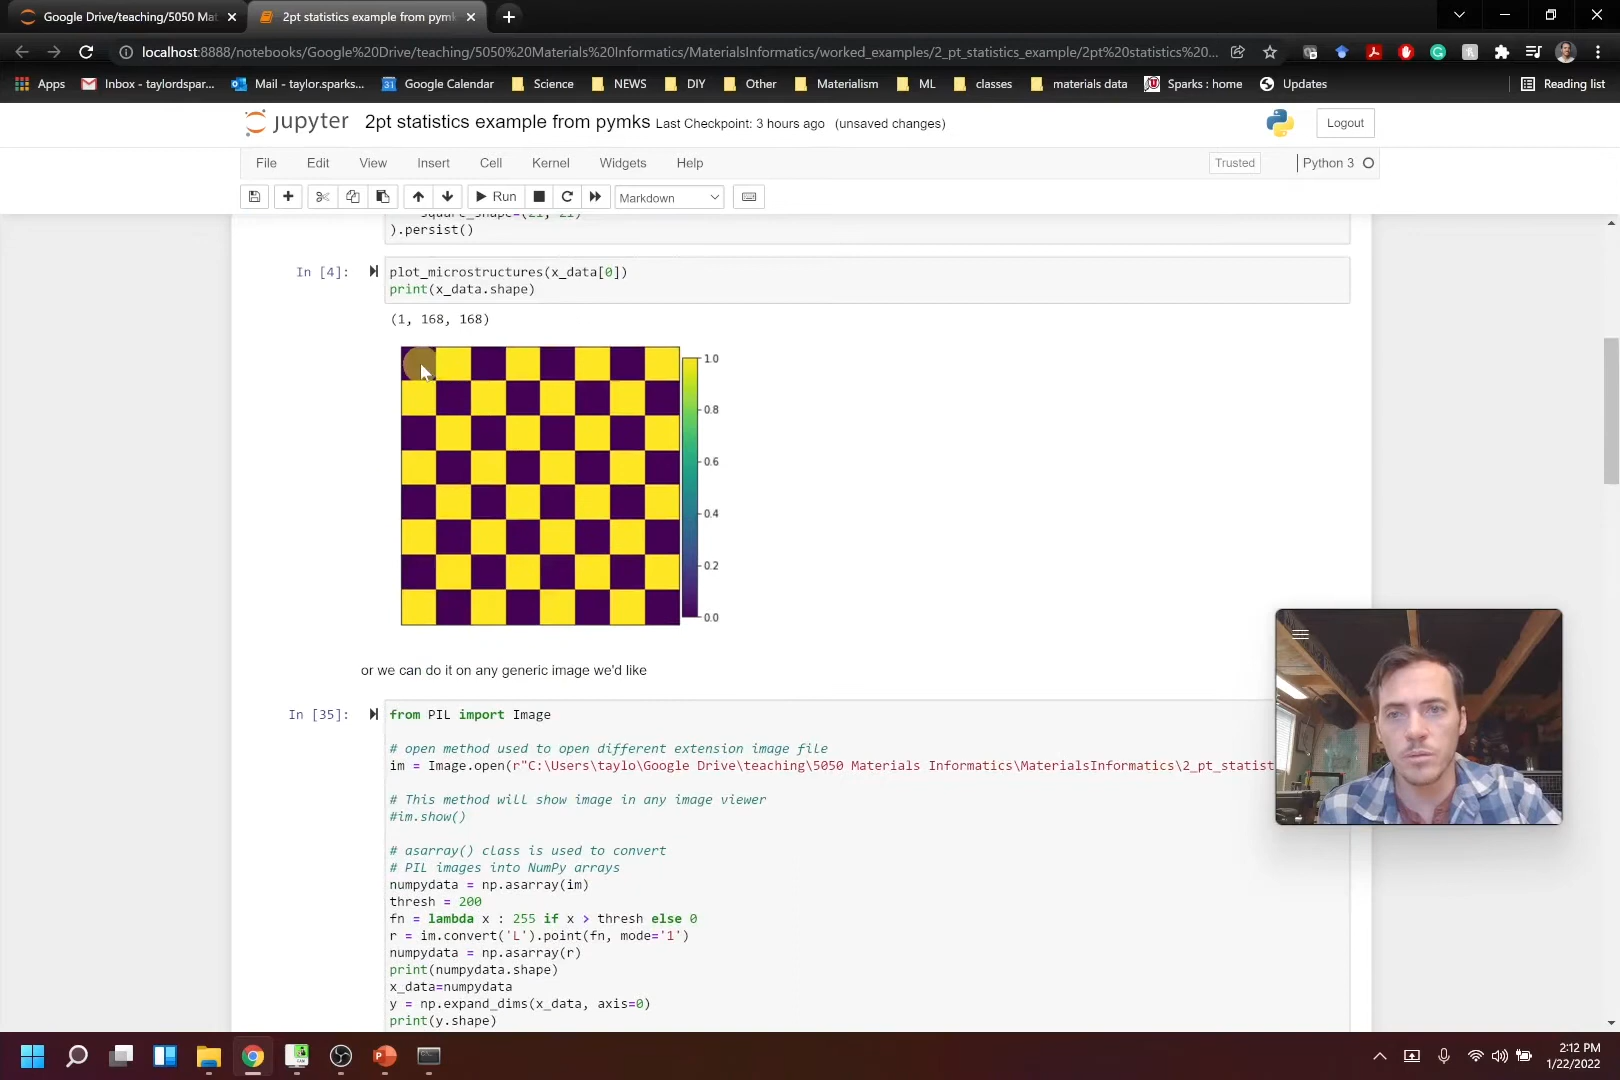 Google Drive/teaching/5050 Mat
2pt statistics example from pymk
localhost:8888/notebooks/Google%20Drive/teaching/5050%20Materials%20Informatics/MaterialsInformatics/worked_examples/2_pt_statistics_example/2pt%20statistics%20...
Apps
Inbox - taylordspar...
Mail - taylor.sparks...
Google Calendar
Science
NEWS
DIY
Other
Materialism
ML
classes
materials data
Sparks : home
Updates
Reading list
jupyter 2pt statistics example from pymks Last Checkpoint: 3 hours ago (unsaved changes)
Logout
File Edit View Insert Cell Kernel Widgets Help
Trusted
Python 3
Run
Markdown
square_shape=(21, 21)
).persist()
In [4]:
plot_microstructures(x_data[0])
print(x_data.shape)
(1, 168, 168)
1.0
0.8
0.6
0.4
0.2
0.0
or we can do it on any generic image we'd like
In [35]:
from PIL import Image
# open method used to open different extension image file
im = Image.open(r"C:\Users\taylo\Google Drive\teaching\5050 Materials Informatics\MaterialsInformatics\2_pt_statist
# This method will show image in any image viewer
#im.show()
# asarray() class is used to convert
# PIL images into NumPy arrays
numpydata = np.asarray(im)
thresh = 200
fn = lambda x : 255 if x > thresh else 0
r = im.convert('L').point(fn, mode='1')
numpydata = np.asarray(r)
print(numpydata.shape)
x_data=numpydata
y = np.expand_dims(x_data, axis=0)
print(y.shape)
2:12 PM
1/22/2022